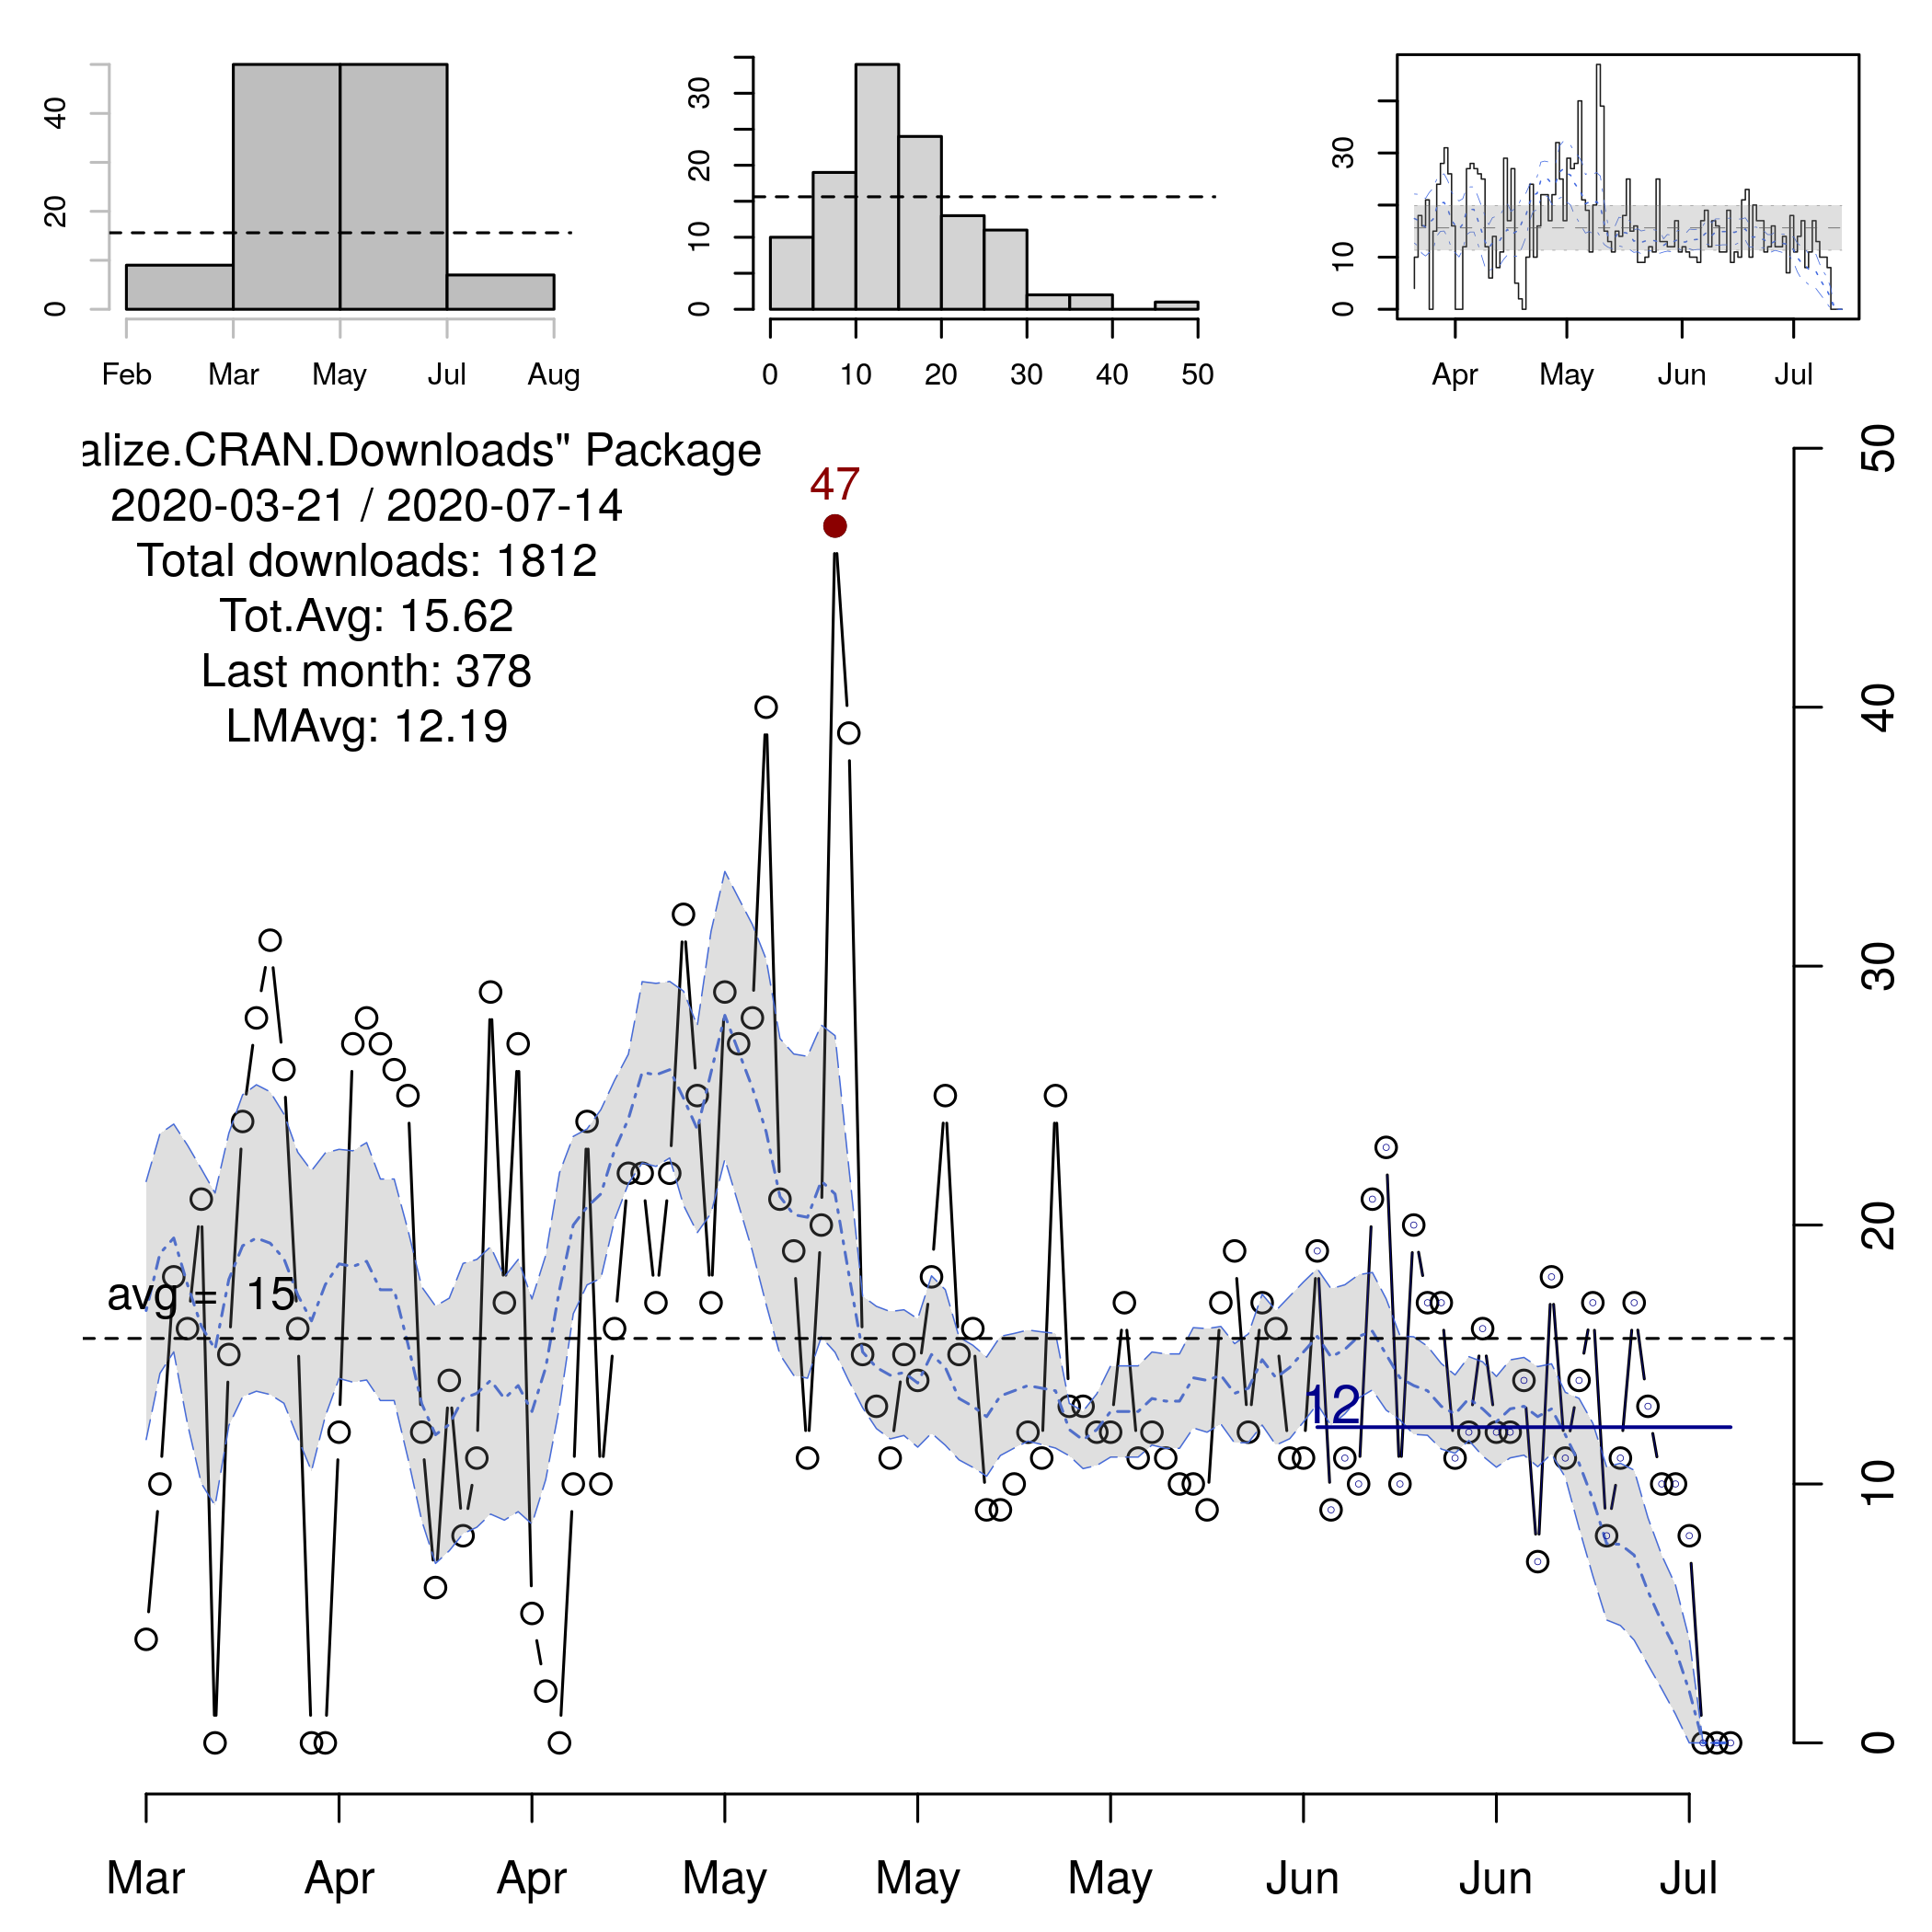 40
20
0
Feb Mar May Jul Aug
30
20
10
0
0 10 20 30 40 50
30
10
0
Apr May Jun Jul
alize.CRAN.Downloads" Package
2020-03-21 / 2020-07-14
Total downloads: 1812
Tot.Avg: 15.62
Last month: 378
LMAvg: 12.19
47
avg = 15
12
50
40
30
20
10
0
Mar Apr Apr May May May Jun Jun Jul